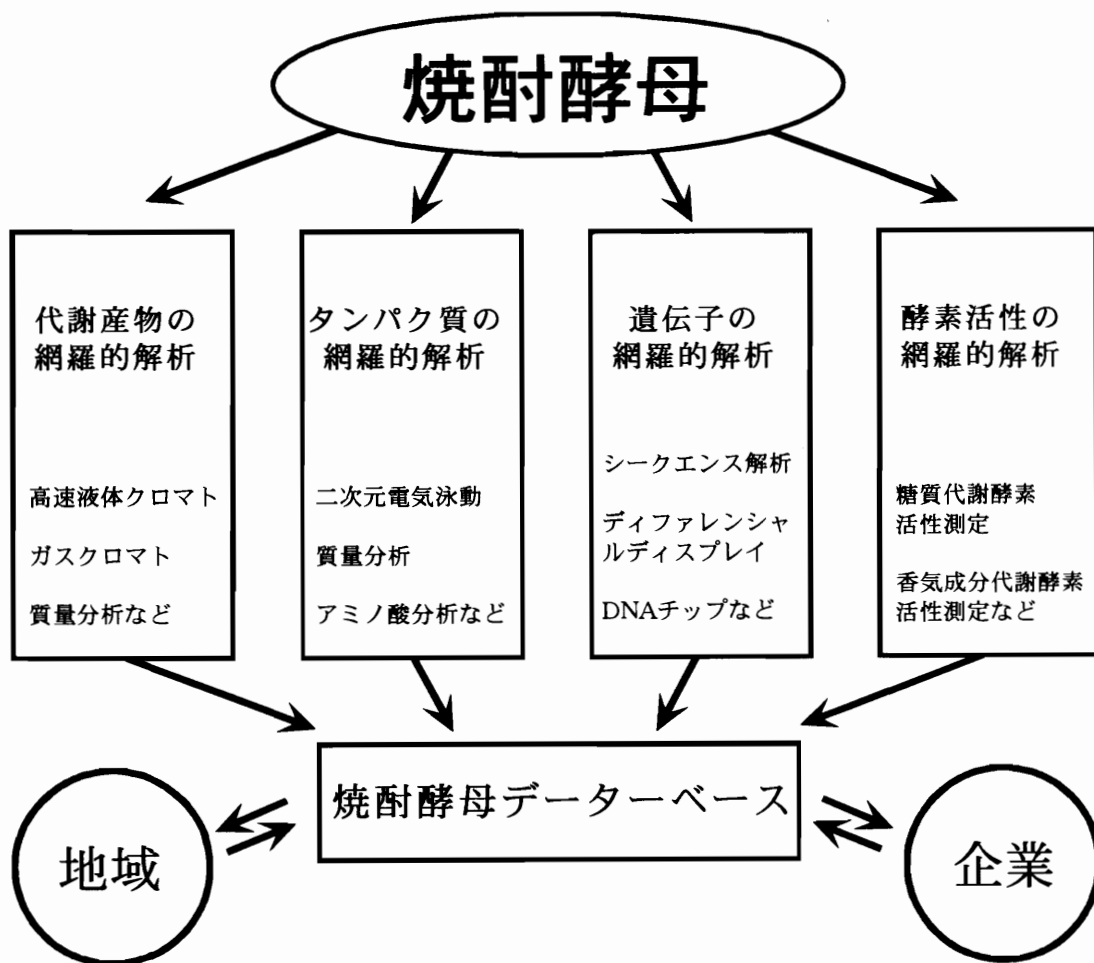 焼酎酵母
代謝産物の
網羅的解析
高速液体クロマト
ガスクロマト
質量分析など
タンパク質の
網羅的解析
二次元電気泳動
質量分析
アミノ酸分析など
遺伝子の
網羅的解析
シークエンス解析
ディファレンシャ
ルディスプレイ
DNAチップなど
酵素活性の
網羅的解析
糖質代謝酵素
活性測定
香気成分代謝酵素
活性測定など
焼酎酵母データーベース
地域
企業